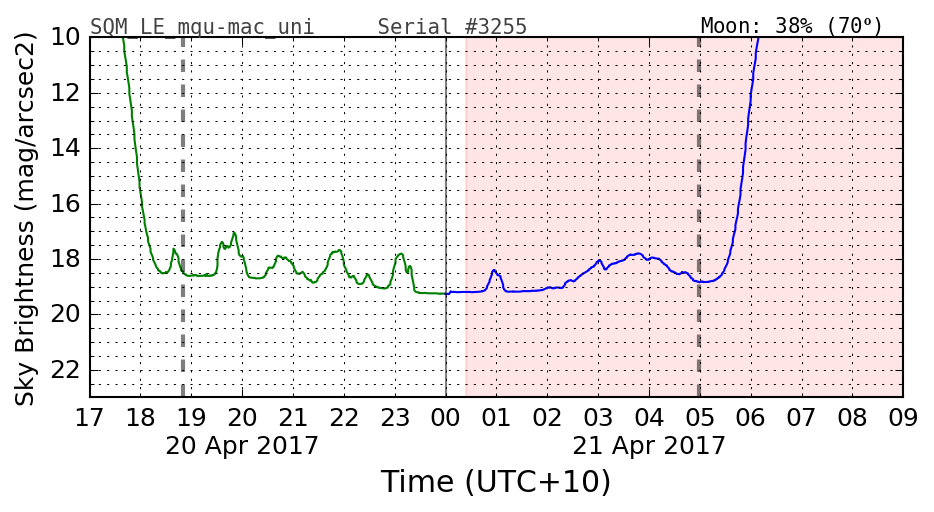 SQM_LE_mqu-mac_uni Serial #3255 Moon: 38% (70º)
Sky Brightness (mag/arcsec2)
10
12
14
16
18
20
22
17 18 19 20 21 22 23 00 01 02 03 04 05 06 07 08 09
20 Apr 2017 21 Apr 2017
Time (UTC+10)